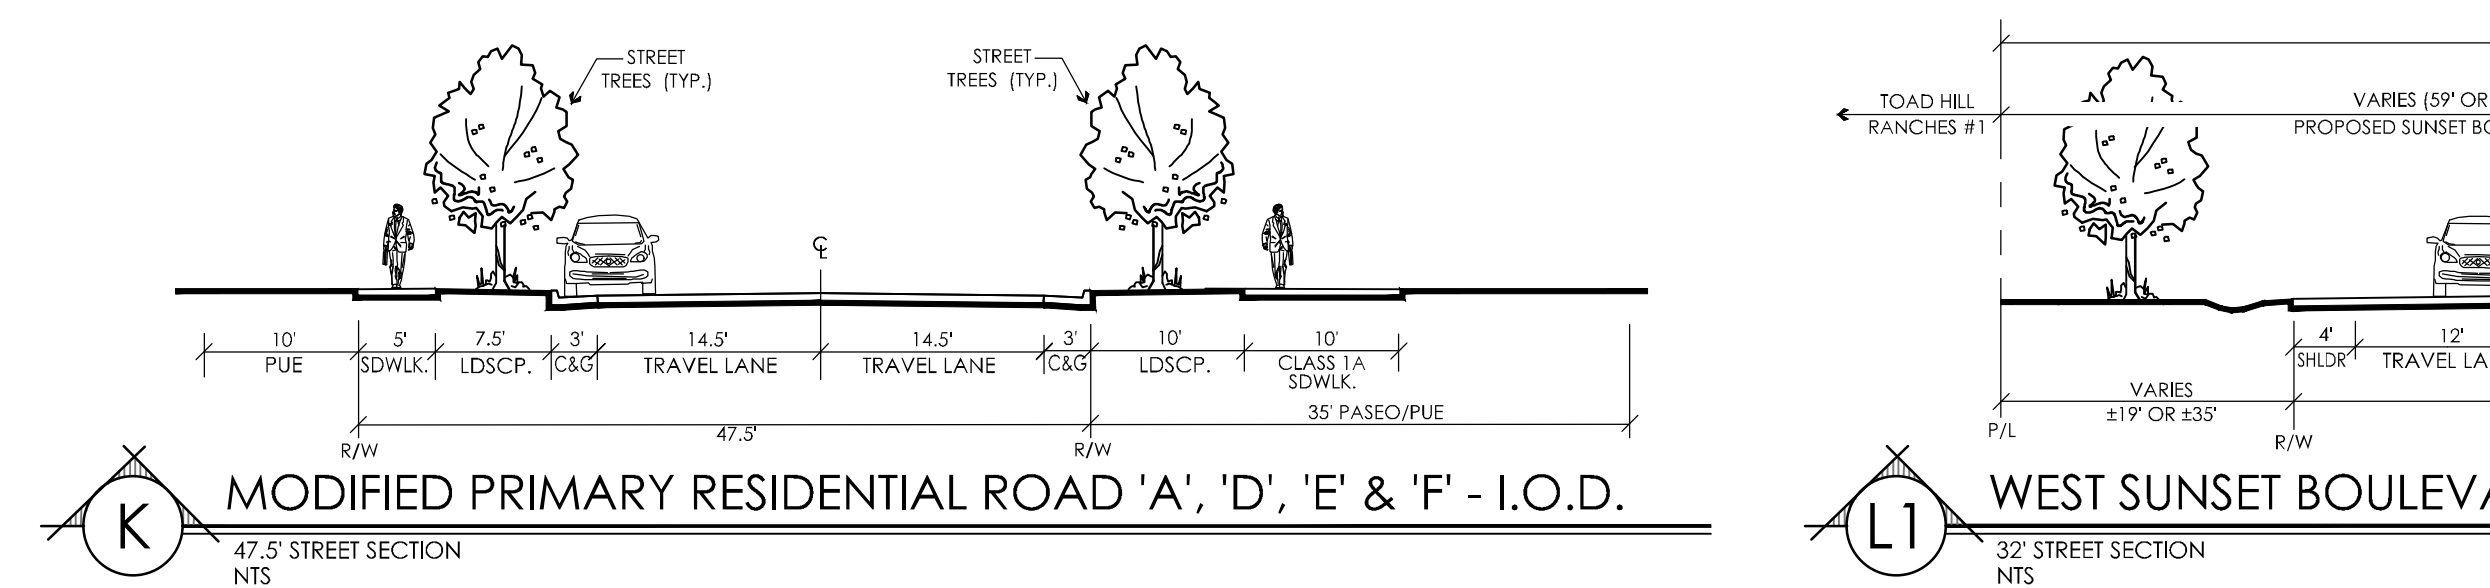 STREET
TREES (TYP.)
STREET
TREES (TYP.)
℄
10'
PUE
5'
SDWLK.
7.5'
LDSCP.
3'
C&G
14.5'
TRAVEL LANE
14.5'
TRAVEL LANE
3'
C&G
10'
LDSCP.
10'
CLASS 1A
SDWLK.
35' PASEO/PUE
47.5'
R/W
R/W
K
MODIFIED PRIMARY RESIDENTIAL ROAD 'A', 'D', 'E' & 'F' - I.O.D.
47.5' STREET SECTION
NTS
TOAD HILL
RANCHES #1
VARIES (59' OR
PROPOSED SUNSET BO
4'
SHLDR
12'
TRAVEL LA
VARIES
±19' OR ±35'
P/L
R/W
L1
WEST SUNSET BOULEVA
32' STREET SECTION
NTS